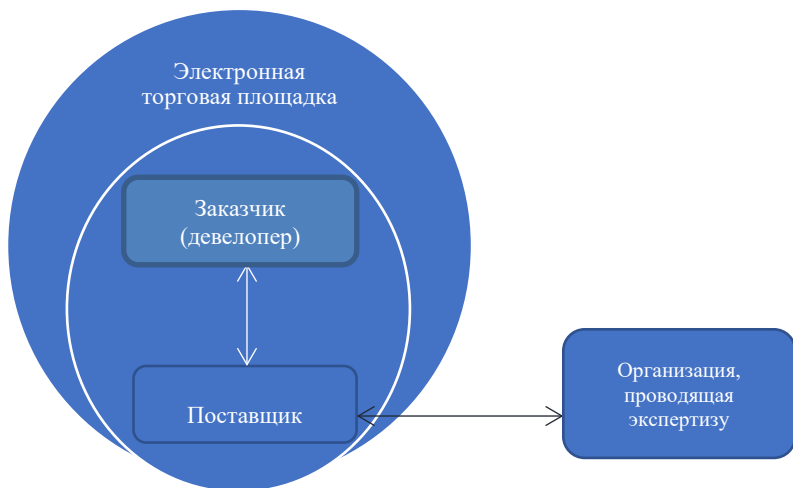 Электронная
торговая площадка
Заказчик
(девелопер)
Поставщик
Организация,
проводящая
экспертизу